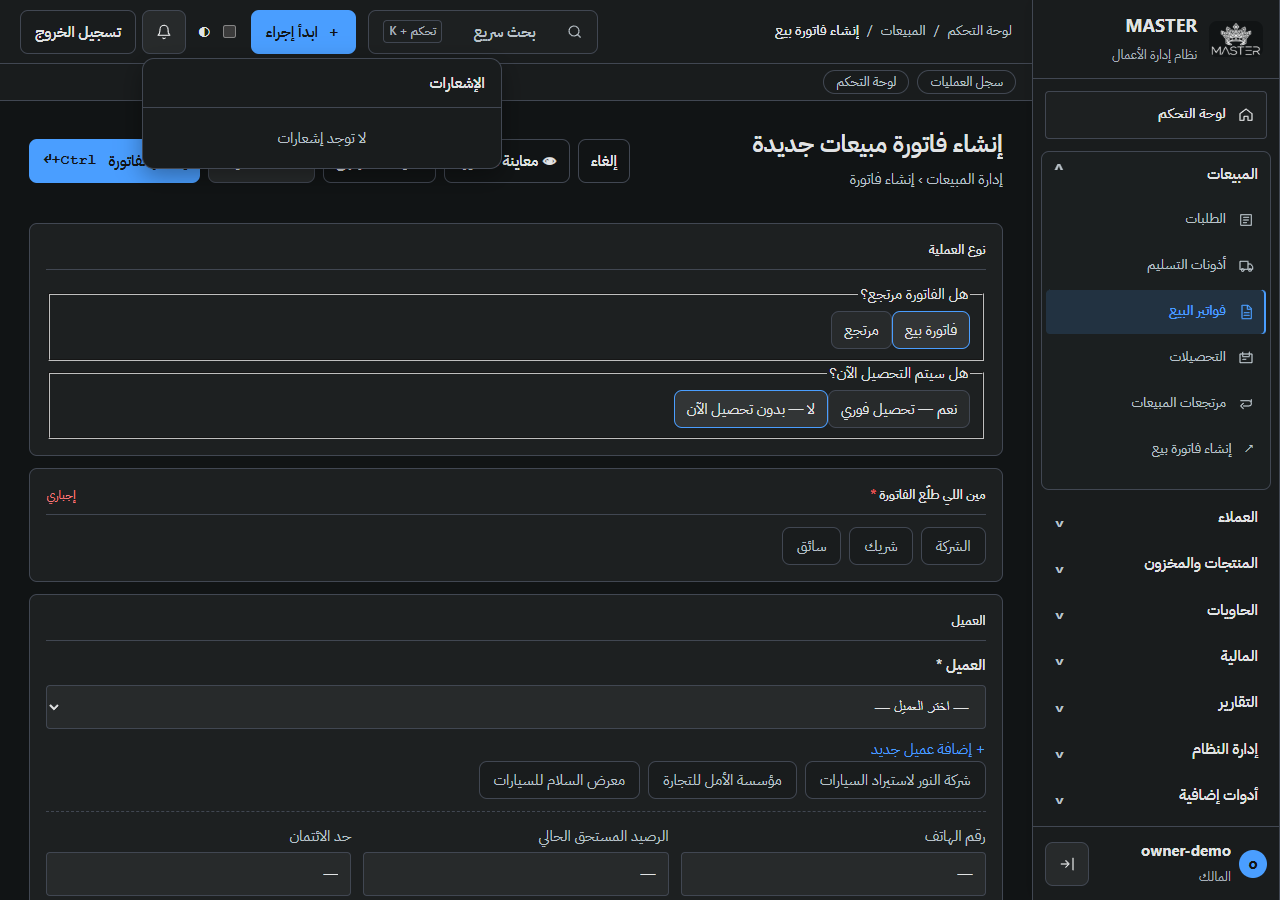 MASTER
نظام إدارة الأعمال
MASTER
لوحة التحكم
المبيعات
الطلبات
أذونات التسليم
فواتير البيع
التحصيلات
مرتجعات المبيعات
إنشاء فاتورة بيع
العملاء
المنتجات والمخزون
الحاويات
المالية
التقارير
إدارة النظام
أدوات إضافية
owner-demo
المالك
o
لوحة التحكم / المبيعات / إنشاء فاتورة بيع
بحث سريع
تحكم + K
+ ابدأ إجراء
تسجيل الخروج
سجل العمليات
لوحة التحكم
الإشعارات
لا توجد إشعارات
إنشاء فاتورة مبيعات جديدة
إدارة المبيعات › إنشاء فاتورة
إلغاء
معاينة
Ctrl+↵
نوع العملية
هل الفاتورة مرتجع؟
فاتورة بيع
مرتجع
هل سيتم التحصيل الآن؟
نعم — تحصيل فوري
لا — بدون تحصيل الآن
مين اللي طلّع الفاتورة *
إجباري
الشركة
شريك
سائق
العميل
العميل *
— اختر العميل —
+ إضافة عميل جديد
شركة النور لاستيراد السيارات
مؤسسة الأمل للتجارة
معرض السلام للسيارات
رقم الهاتف
الرصيد المستحق الحالي
حد الائتمان
—
—
—